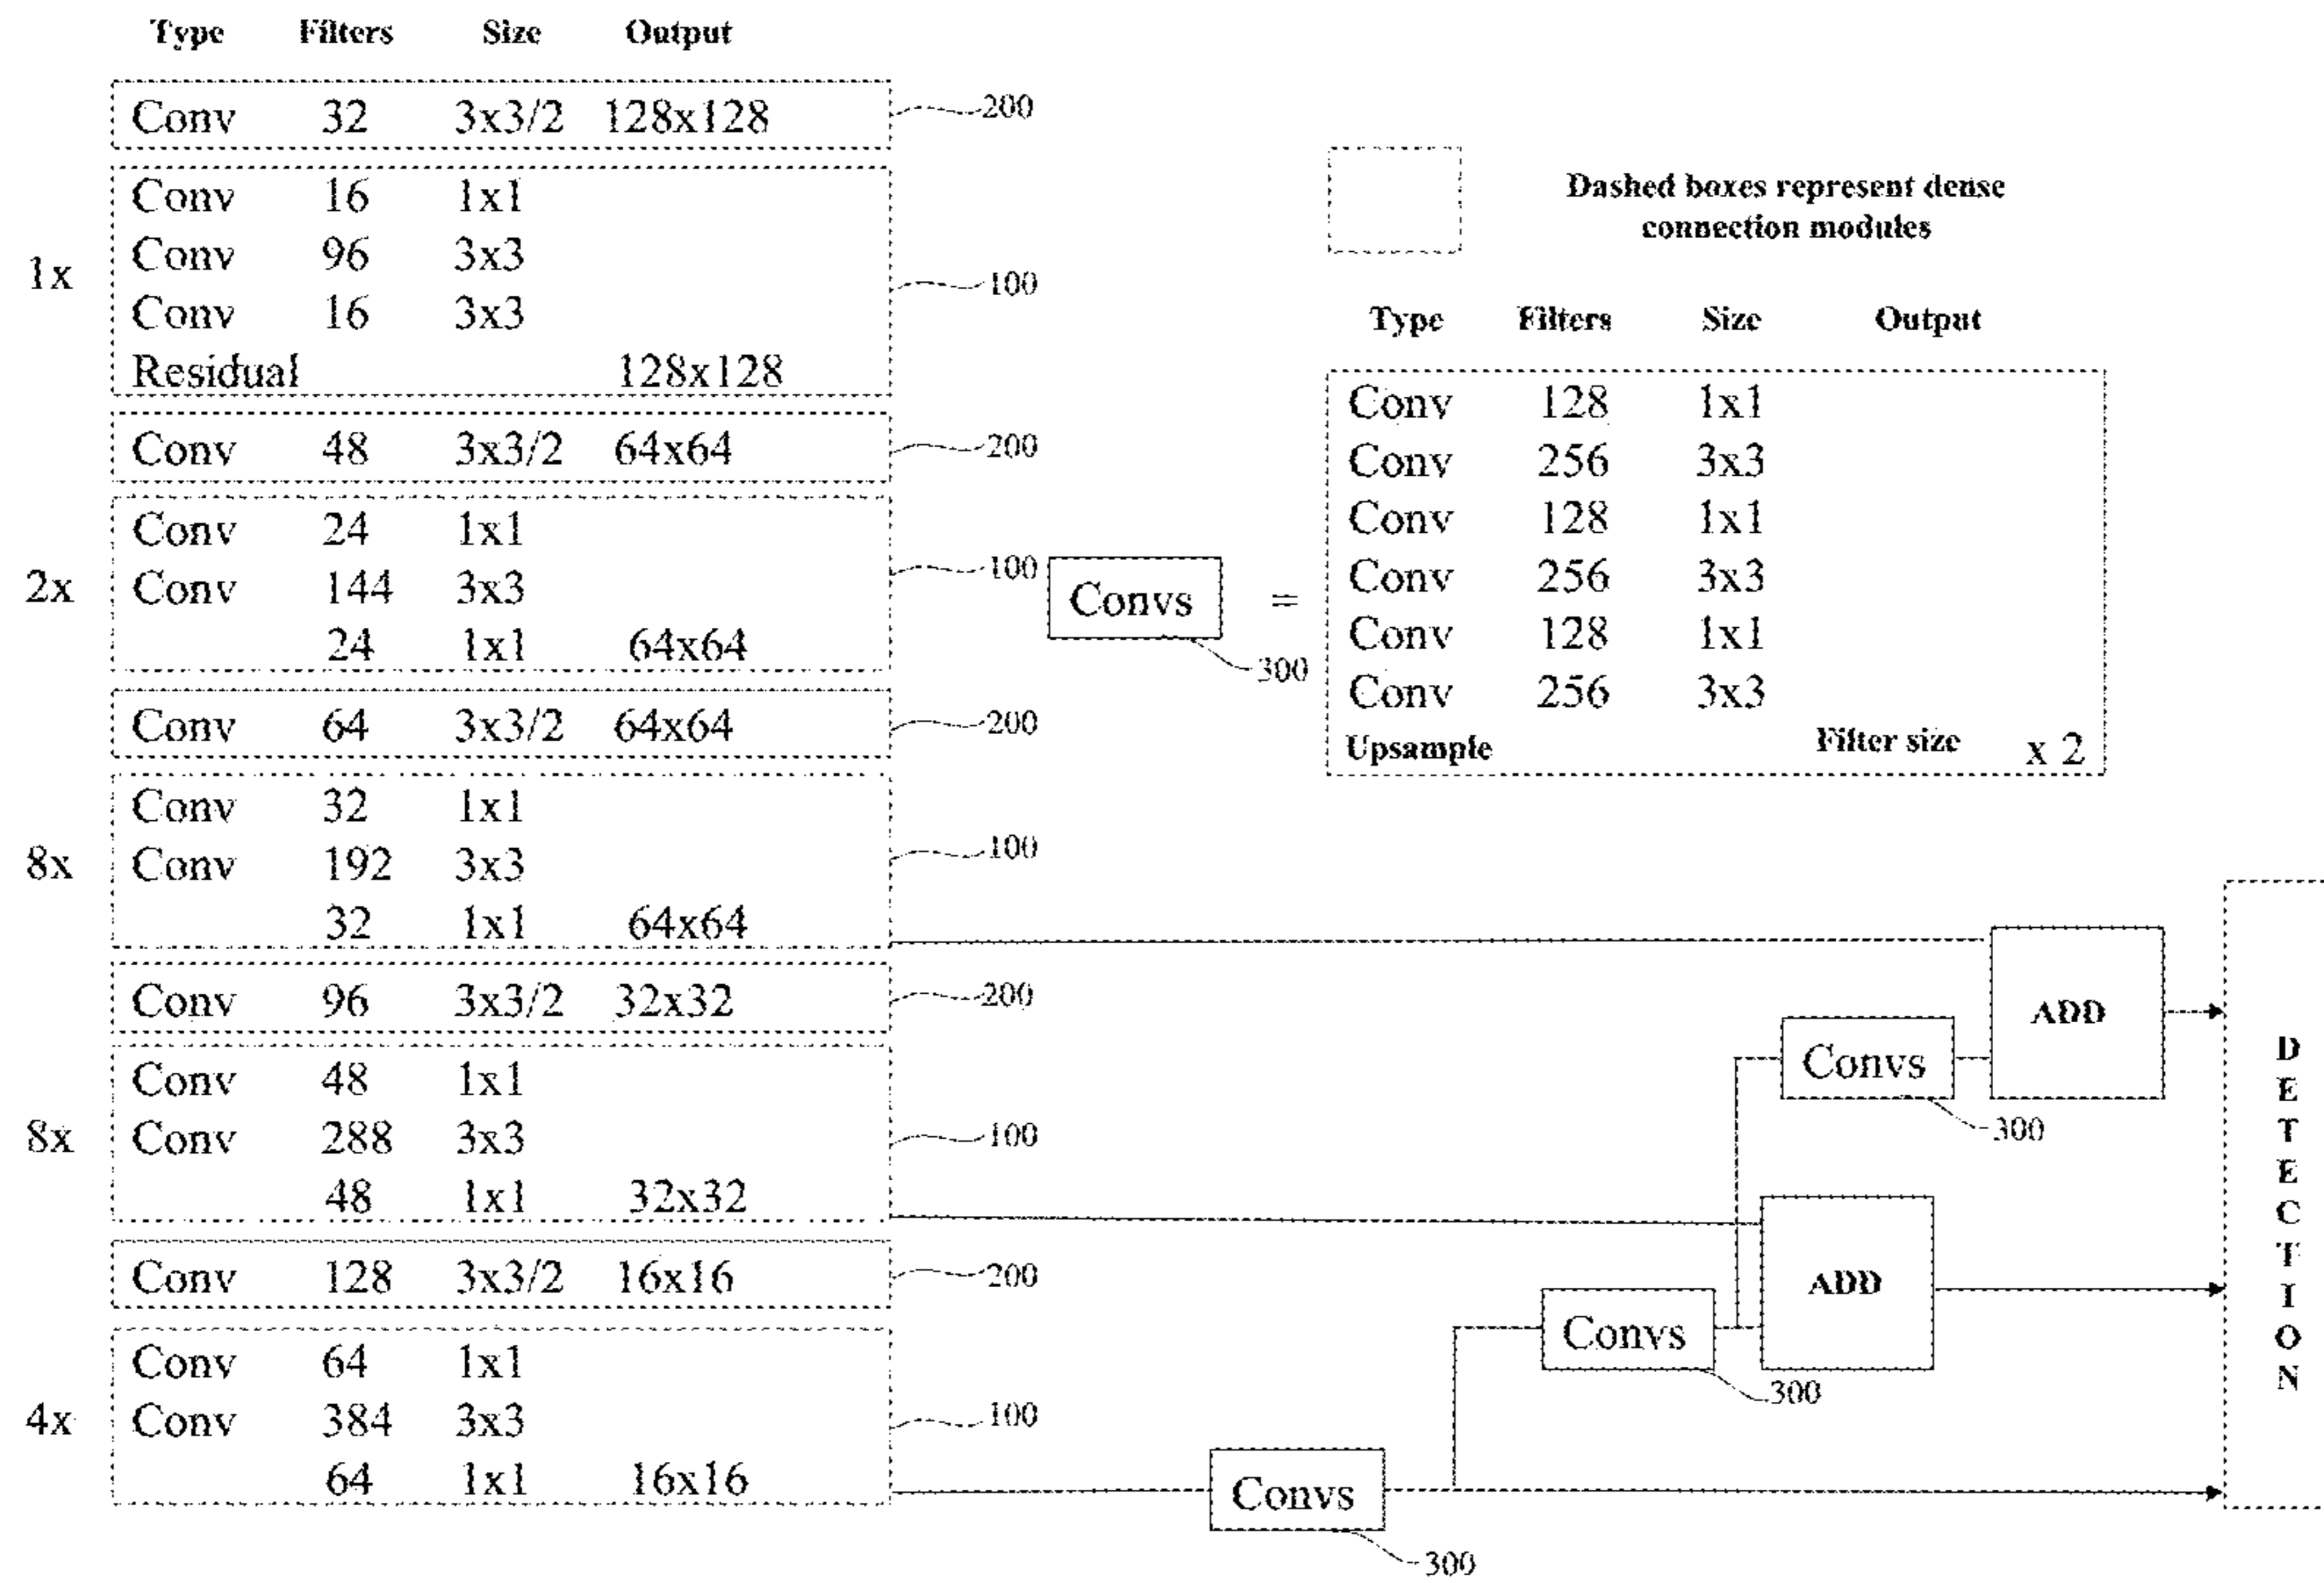 Type Filters Size Output
Conv 32 3x3/2 128x128
200
Conv 16 1x1
Conv 96 3x3
1x
100
Conv 16 3x3
Residual 128x128
Conv 48 3x3/2 64x64
200
Conv 24 1x1
2x
Conv 144 3x3
100
24 1x1 64x64
Conv 64 3x3/2 64x64
200
Conv 32 1x1
8x
Conv 192 3x3
100
32 1x1 64x64
Conv 96 3x3/2 32x32
200
Conv 48 1x1
8x
Conv 288 3x3
100
48 1x1 32x32
Conv 128 3x3/2 16x16
200
Conv 64 1x1
4x
Conv 384 3x3
100
64 1x1 16x16
Dashed boxes represent dense
connection modules
Type Filters Size Output
Convs
=
300
Conv 128 1x1
Conv 256 3x3
Conv 128 1x1
Conv 256 3x3
Conv 128 1x1
Conv 256 3x3
Upsample Filter size x 2
ADD
Convs
300
ADD
Convs
300
Convs
300
DETECTION